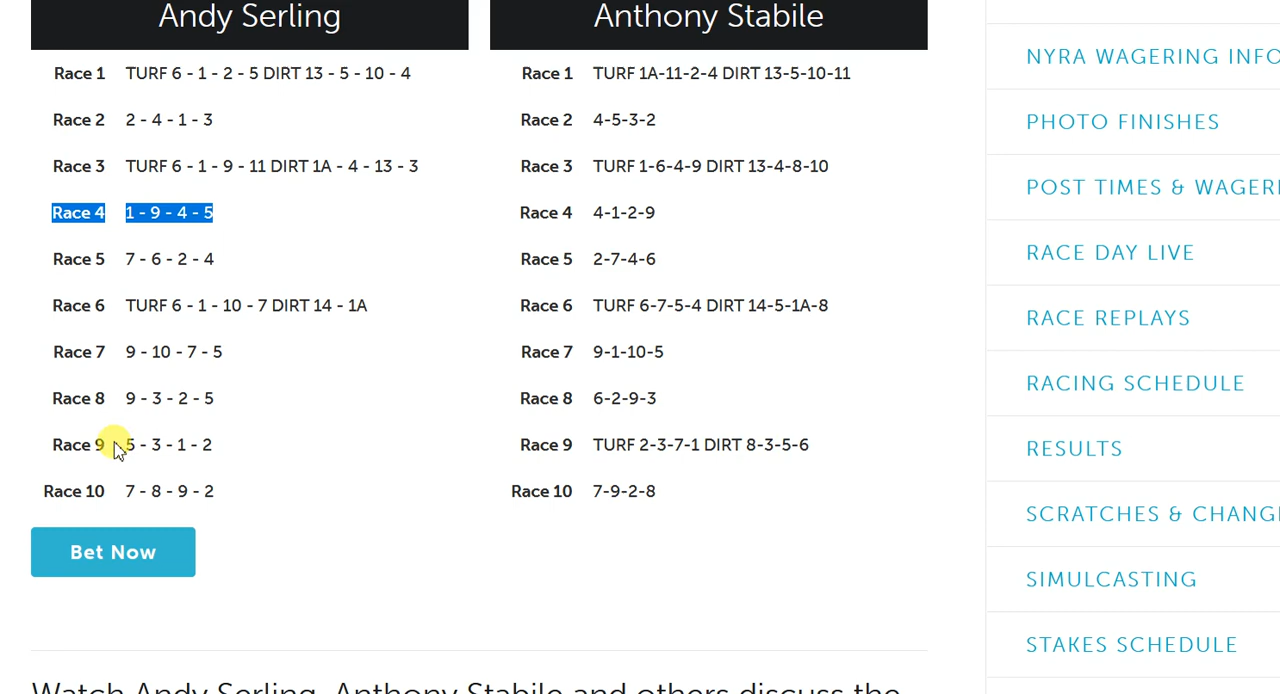 Andy Serling
Race 1 TURF 6 - 1 - 2 - 5 DIRT 13 - 5 - 10 - 4
Race 2 2 - 4 - 1 - 3
Race 3 TURF 6 - 1 - 9 - 11 DIRT 1A - 4 - 13 - 3
Race 4 1 - 9 - 4 - 5
Race 5 7 - 6 - 2 - 4
Race 6 TURF 6 - 1 - 10 - 7 DIRT 14 - 1A
Race 7 9 - 10 - 7 - 5
Race 8 9 - 3 - 2 - 5
Race 9 5 - 3 - 1 - 2
Race 10 7 - 8 - 9 - 2
Bet Now
Anthony Stabile
Race 1 TURF 1A-11-2-4 DIRT 13-5-10-11
Race 2 4-5-3-2
Race 3 TURF 1-6-4-9 DIRT 13-4-8-10
Race 4 4-1-2-9
Race 5 2-7-4-6
Race 6 TURF 6-7-5-4 DIRT 14-5-1A-8
Race 7 9-1-10-5
Race 8 6-2-9-3
Race 9 TURF 2-3-7-1 DIRT 8-3-5-6
Race 10 7-9-2-8
Watch Andy Serling, Anthony Stabile and others discuss the
NYRA WAGERING INFO
PHOTO FINISHES
POST TIMES & WAGERI
RACE DAY LIVE
RACE REPLAYS
RACING SCHEDULE
RESULTS
SCRATCHES & CHANG
SIMULCASTING
STAKES SCHEDULE